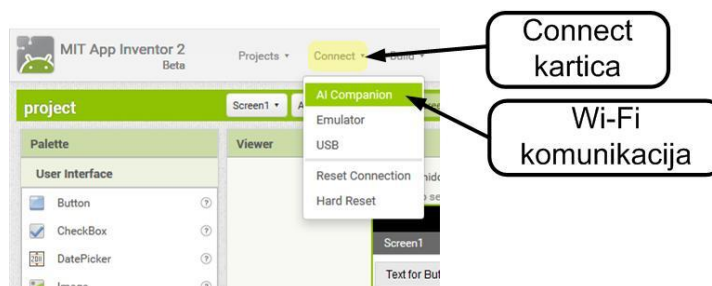 MIT App Inventor 2
Beta
Projects
Connect
Build
Connect
kartica
project
Screen1
AI Companion
Emulator
USB
Reset Connection
Hard Reset
Wi-Fi
komunikacija
Palette
Viewer
User Interface
Button
CheckBox
DatePicker
Image
Screen1
Text for But